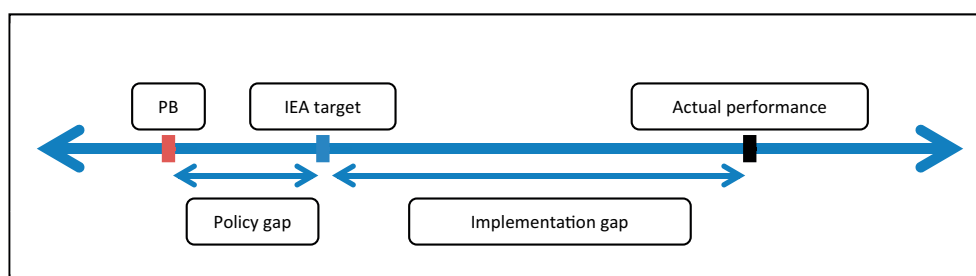 PB
IEA target
Actual performance
Policy gap
Implementation gap